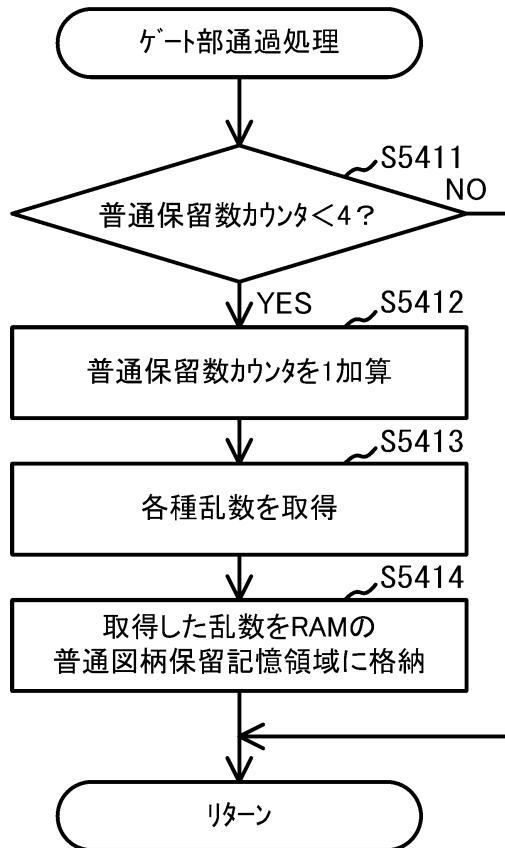 ｹﾞｰﾄ部通過処理
S5411
普通保留数ｶｳﾝﾀ＜4？
NO
YES
S5412
普通保留数ｶｳﾝﾀを1加算
S5413
各種乱数を取得
S5414
取得した乱数をRAMの
普通図柄保留記憶領域に格納
ﾘﾀｰﾝ